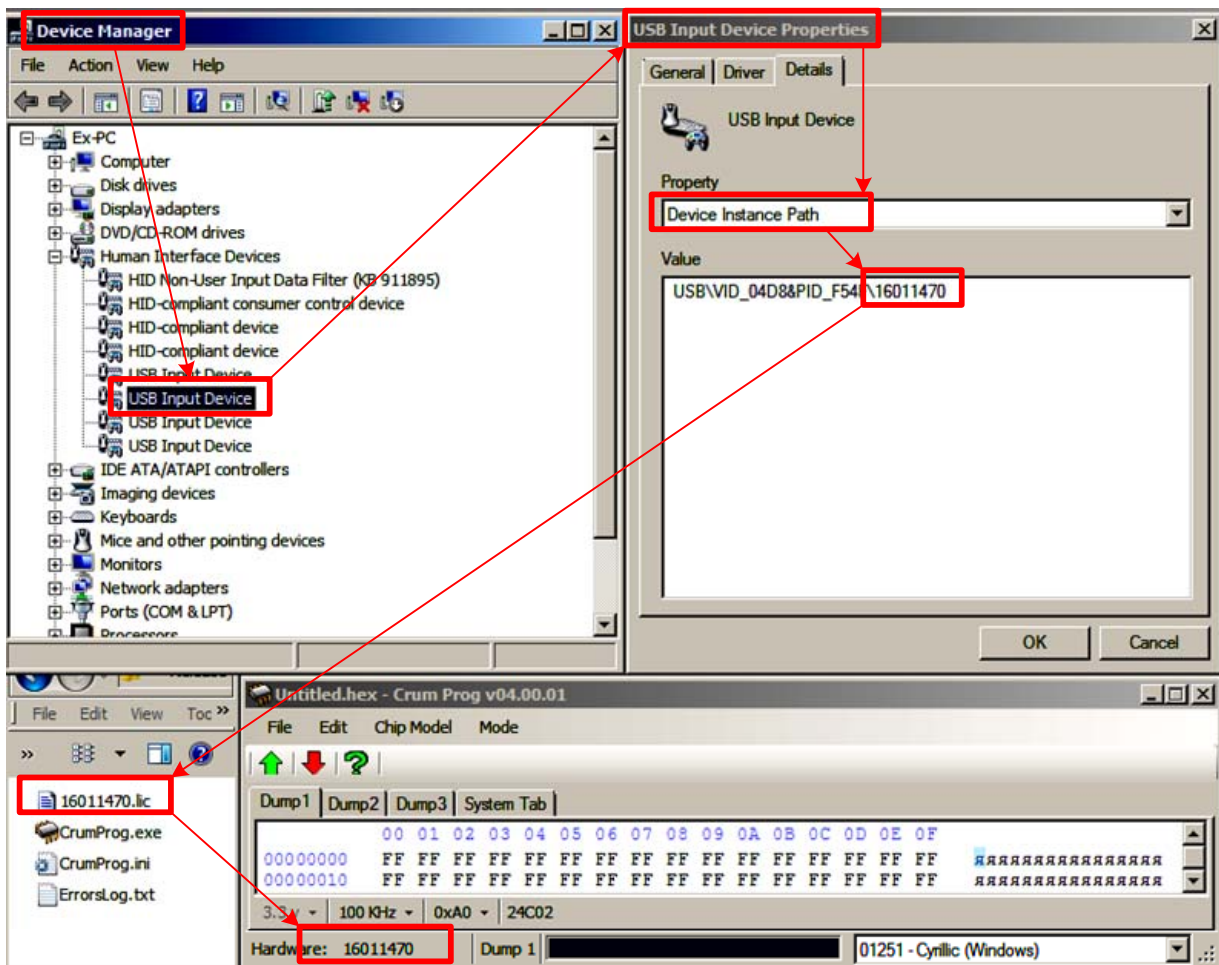 Device Manager
File Action View Help
Ex-PC
Computer
Disk drives
Display adapters
DVD/CD-ROM drives
Human Interface Devices
HID Non-User Input Data Filter (KB 911895)
HID-compliant consumer control device
HID-compliant device
HID-compliant device
USB Input Device
USB Input Device
USB Input Device
USB Input Device
IDE ATA/ATAPI controllers
Imaging devices
Keyboards
Mice and other pointing devices
Monitors
Network adapters
Ports (COM & LPT)
Processors
USB Input Device Properties
General Driver Details
USB Input Device
Property
Device Instance Path
Value
USB\VID_04D8&PID_\16011470
OK Cancel
File Edit View »
»
16011470.lic
CrumProg.exe
CrumProg.ini
ErrorsLog.txt
Untitled.hex - Crum Prog v04.00.01
File Edit Chip Model Mode
Dump1 Dump2 Dump3 System Tab
00 01 02 03 04 05 06 07 08 09 0A 0B 0C 0D 0E 0F
00000000 FF FF FF FF FF FF FF FF FF FF FF FF FF FF FF FF яяяяяяяяяяяяяяяя
00000010 FF FF FF FF FF FF FF FF FF FF FF FF FF FF FF FF яяяяяяяяяяяяяяяя
3.3 v 100 KHz 0xA0 24C02
Hardware: 16011470 Dump 1 01251 - Cyrillic (Windows)